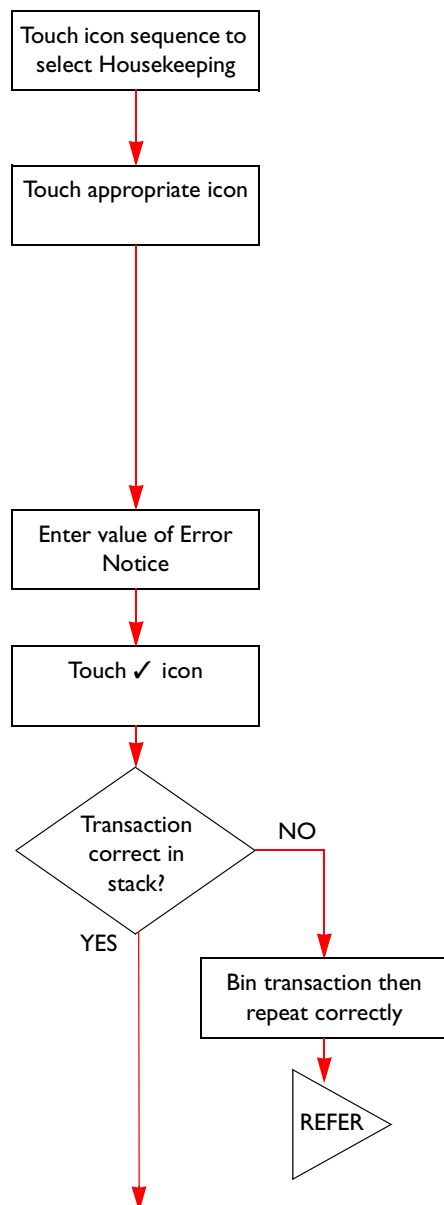 Touch icon sequence to
select Housekeeping
Touch appropriate icon
Enter value of Error
Notice
Touch ✓ icon
Transaction
correct in
stack?
NO
YES
Bin transaction then
repeat correctly
REFER